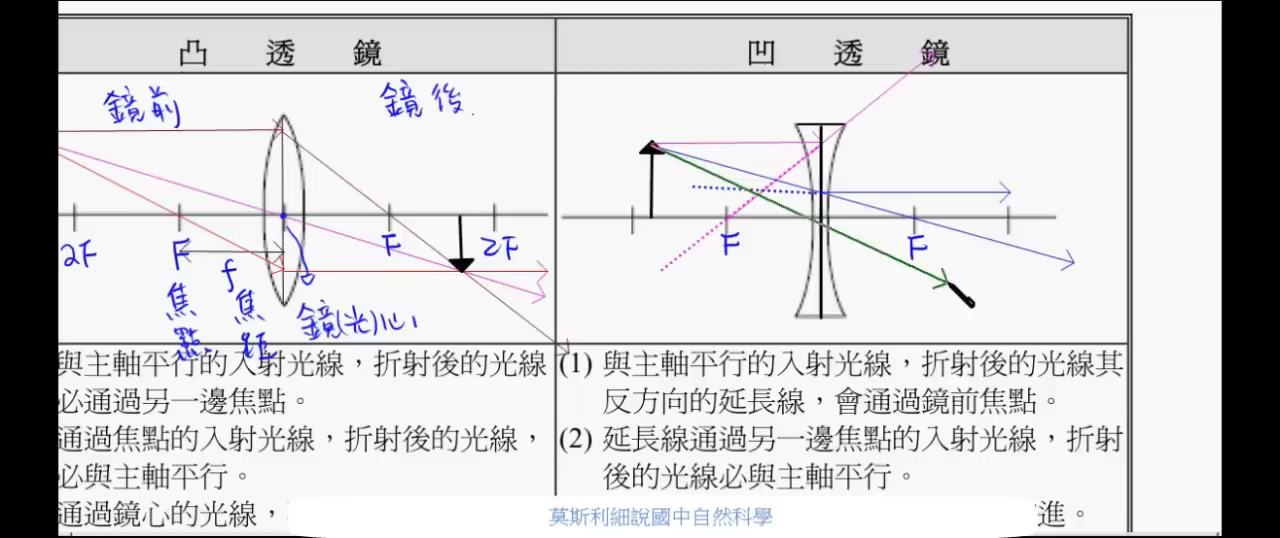 凸透鏡
凹透鏡
鏡前
鏡後
2F
F
F
2F
f
焦點
焦距
鏡(光)心
F
F
與主軸平行的入射光線，折射後的光線
必通過另一邊焦點。
通過焦點的入射光線，折射後的光線，
必與主軸平行。
通過鏡心的光線，
(1) 與主軸平行的入射光線，折射後的光線其
反方向的延長線，會通過鏡前焦點。
(2) 延長線通過另一邊焦點的入射光線，折射
後的光線必與主軸平行。
進。
莫斯利細說國中自然科學